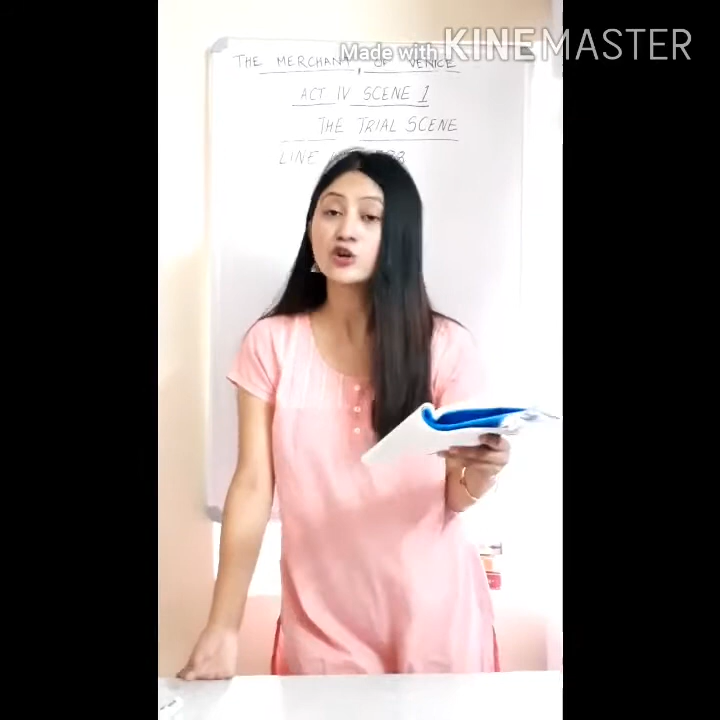 Made with KINEMASTER
THE MERCHANT OF VENICE
ACT IV SCENE 1
THE TRIAL SCENE
LINE